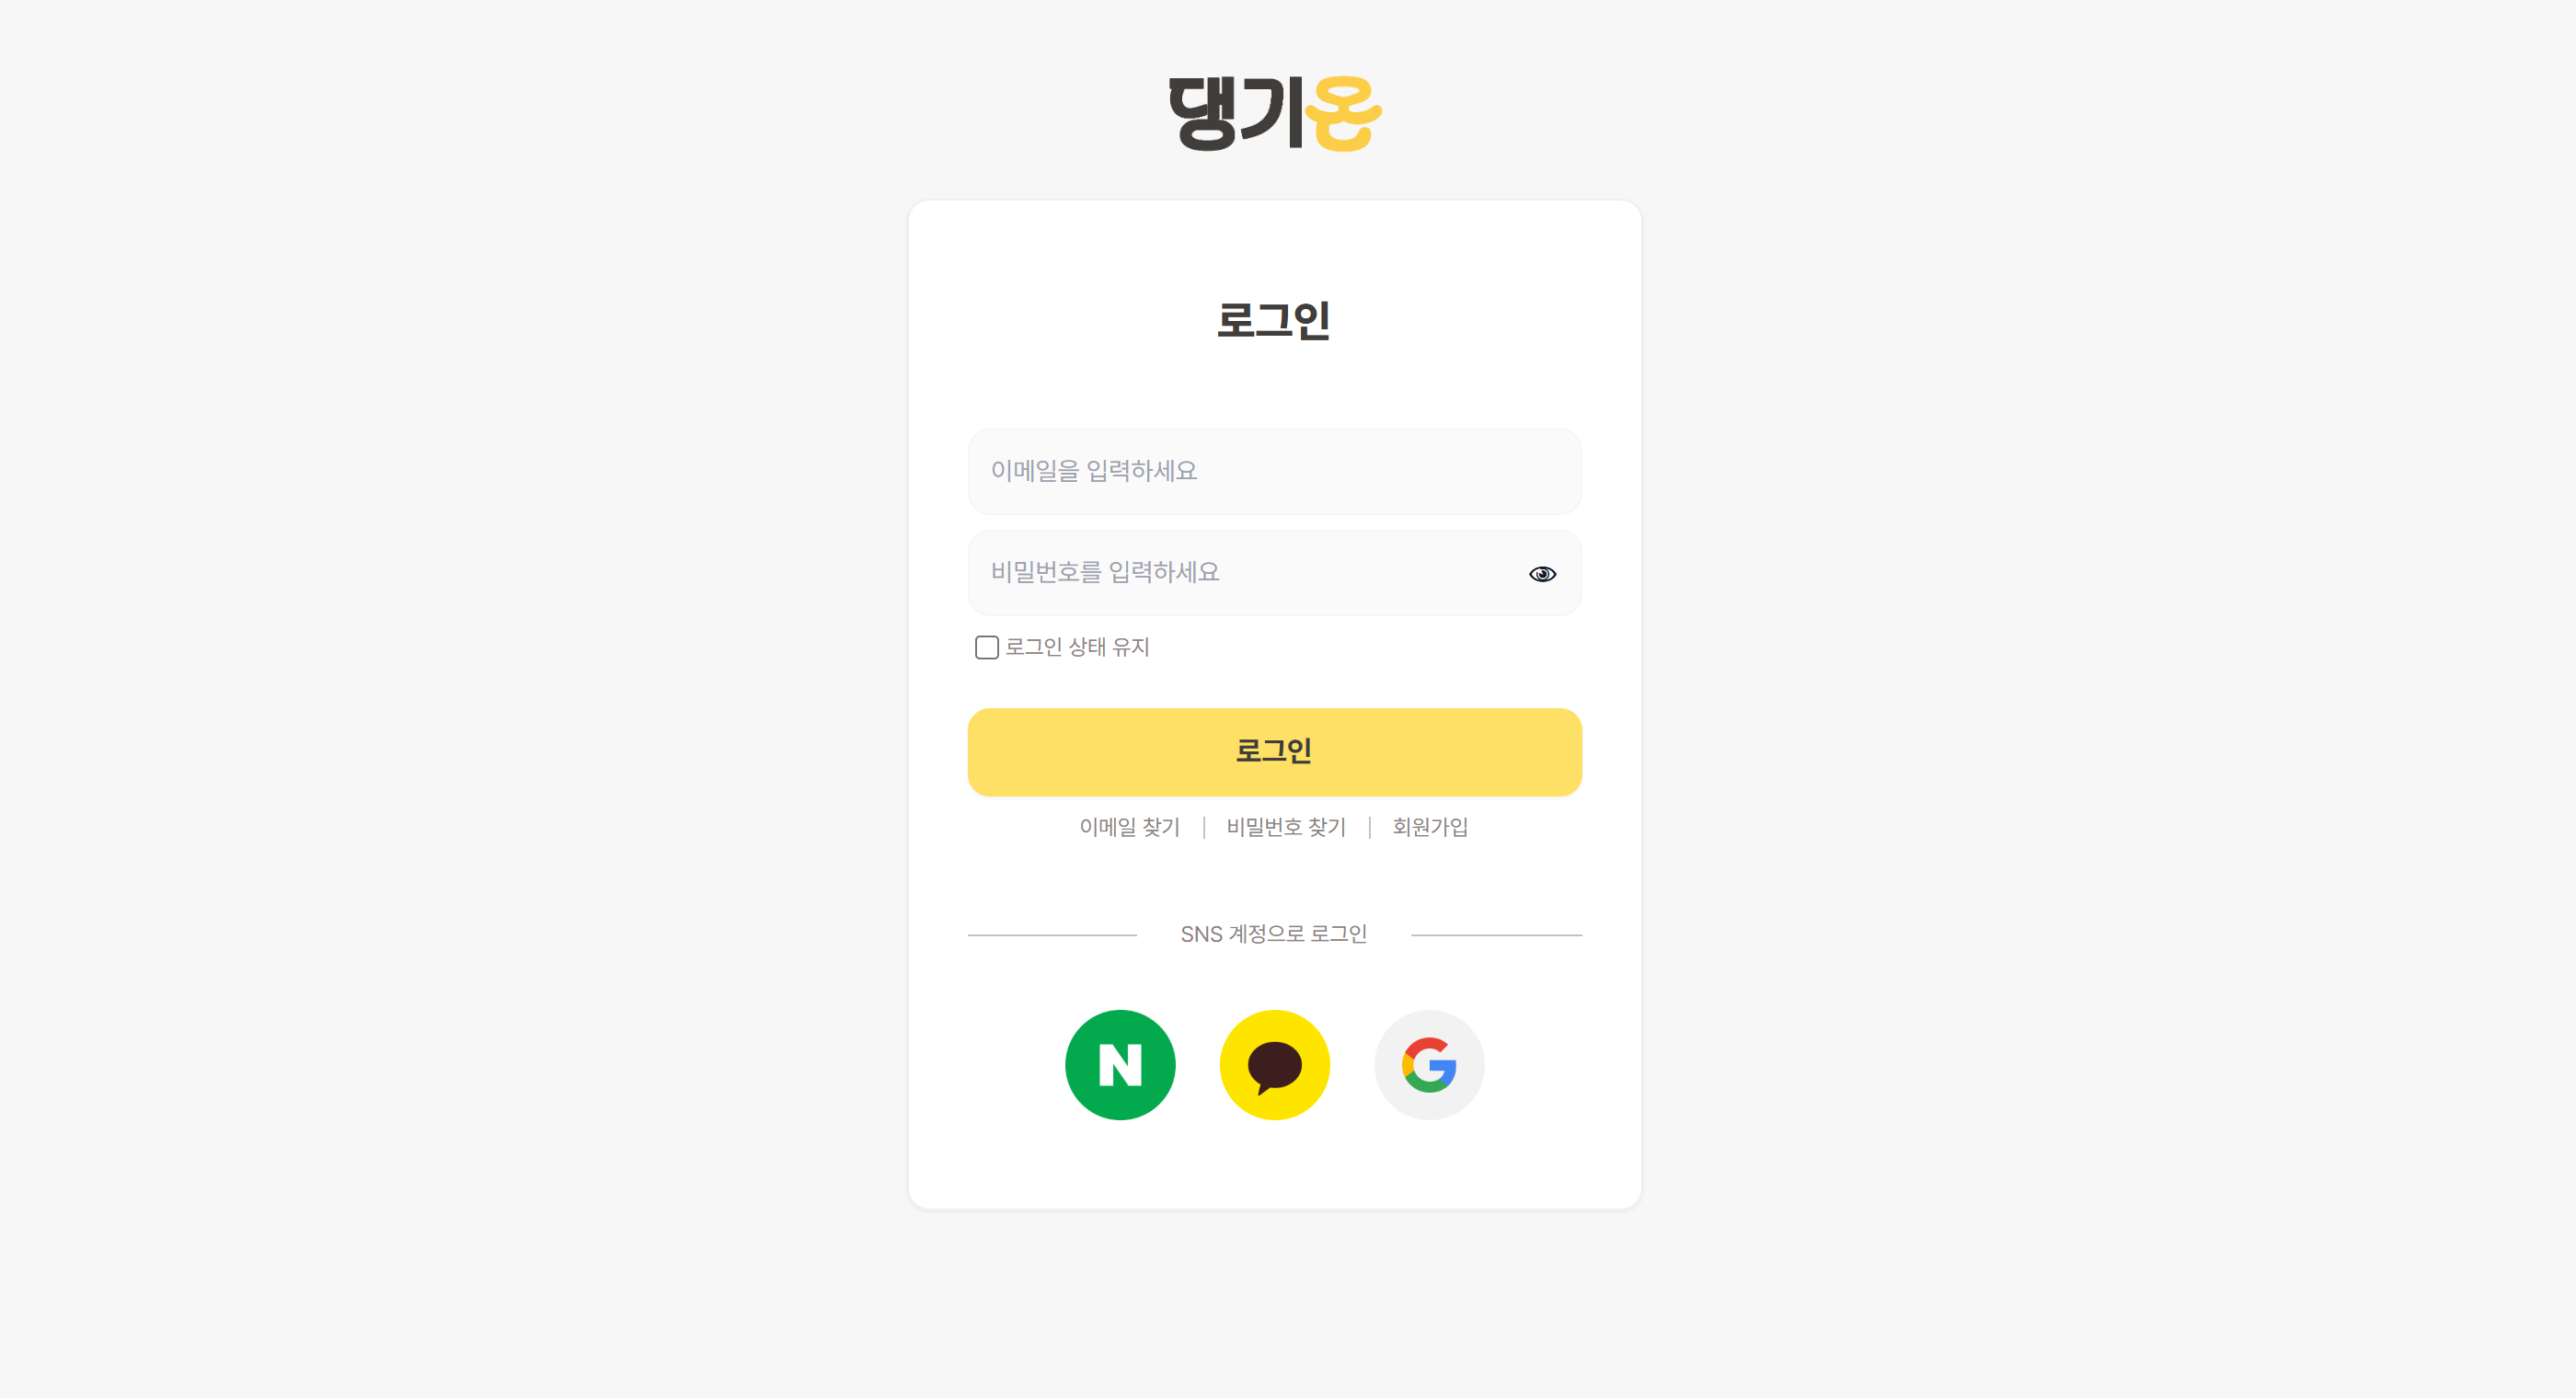 댕기온
로그인
이메일을 입력하세요
비밀번호를 입력하세요
로그인 상태 유지
로그인
이메일 찾기 | 비밀번호 찾기 | 회원가입
SNS 계정으로 로그인
N
G